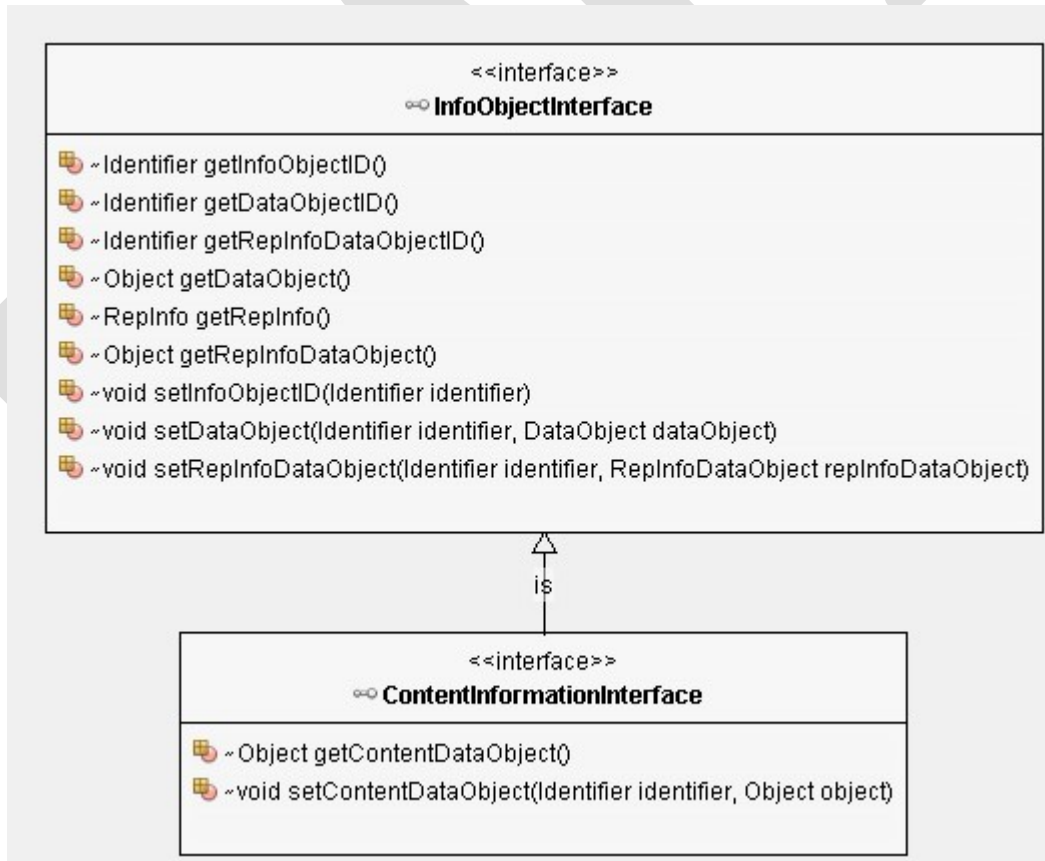 <<interface>>
InfoObjectInterface
~Identifier getInfoObjectID()
~Identifier getDataObjectID()
~Identifier getRepInfoDataObjectID()
~Object getDataObject()
~RepInfo getRepInfo()
~Object getRepInfoDataObject()
~void setInfoObjectID(Identifier identifier)
~void setDataObject(Identifier identifier, DataObject dataObject)
~void setRepInfoDataObject(Identifier identifier, RepInfoDataObject repInfoDataObject)
is
<<interface>>
ContentInformationInterface
~Object getContentDataObject()
~void setContentDataObject(Identifier identifier, Object object)